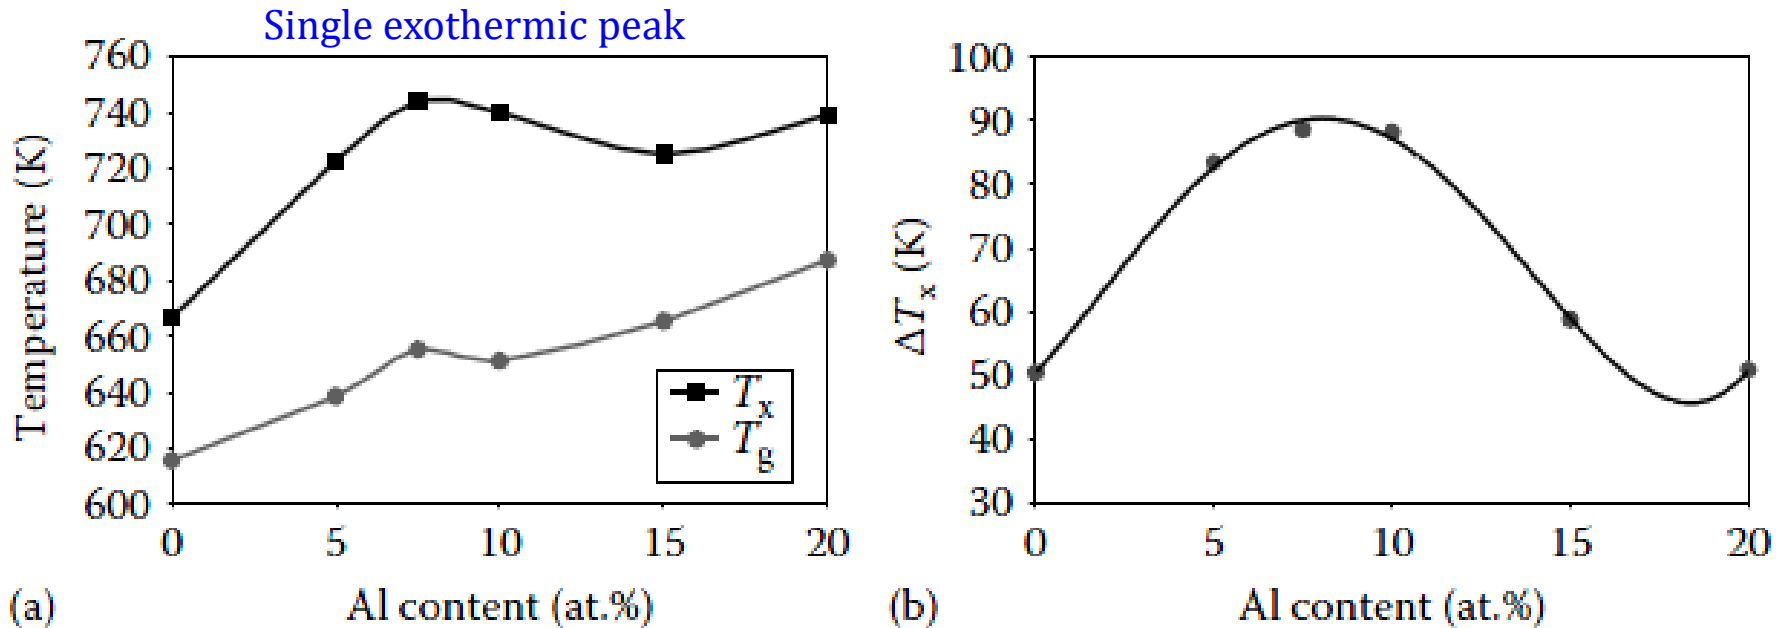 Single exothermic peak
760
740
720
700
680
660
640
620
600
Temperature (K)
0 5 10 15 20
Al content (at.%)
Tx
Tg
(a)
100
90
80
70
60
50
40
30
ΔTx (K)
0 5 10 15 20
Al content (at.%)
(b)